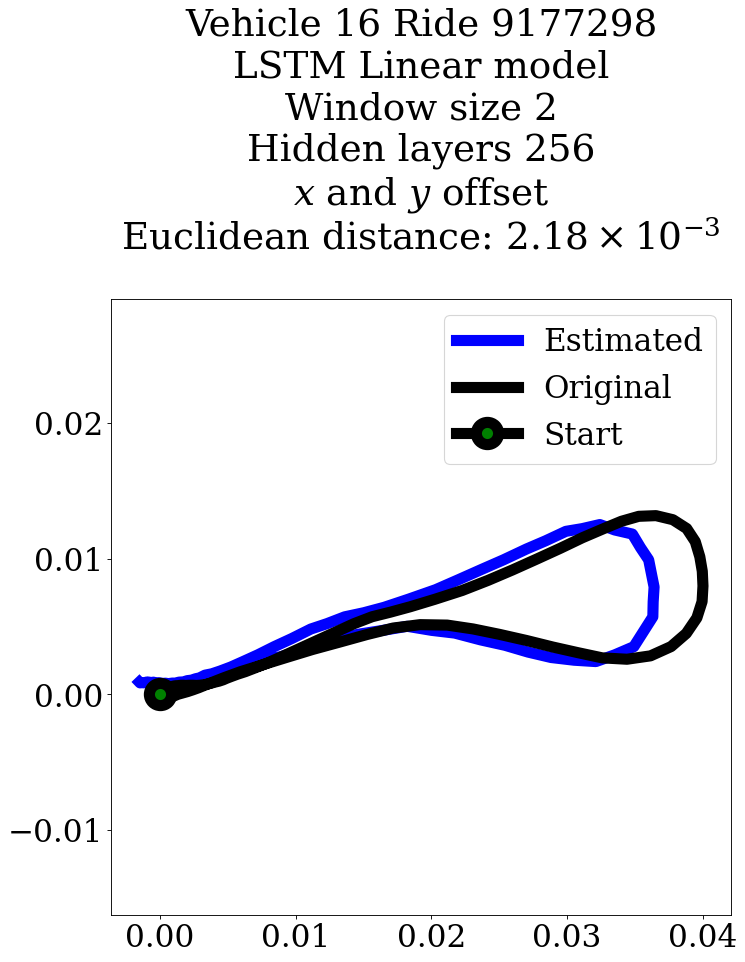 Vehicle 16 Ride 9177298
LSTM Linear model
Window size 2
Hidden layers 256
x and y offset
Euclidean distance: 2.18 × 10⁻³
Estimated
Original
Start
0.02
0.01
0.00
−0.01
0.00 0.01 0.02 0.03 0.04